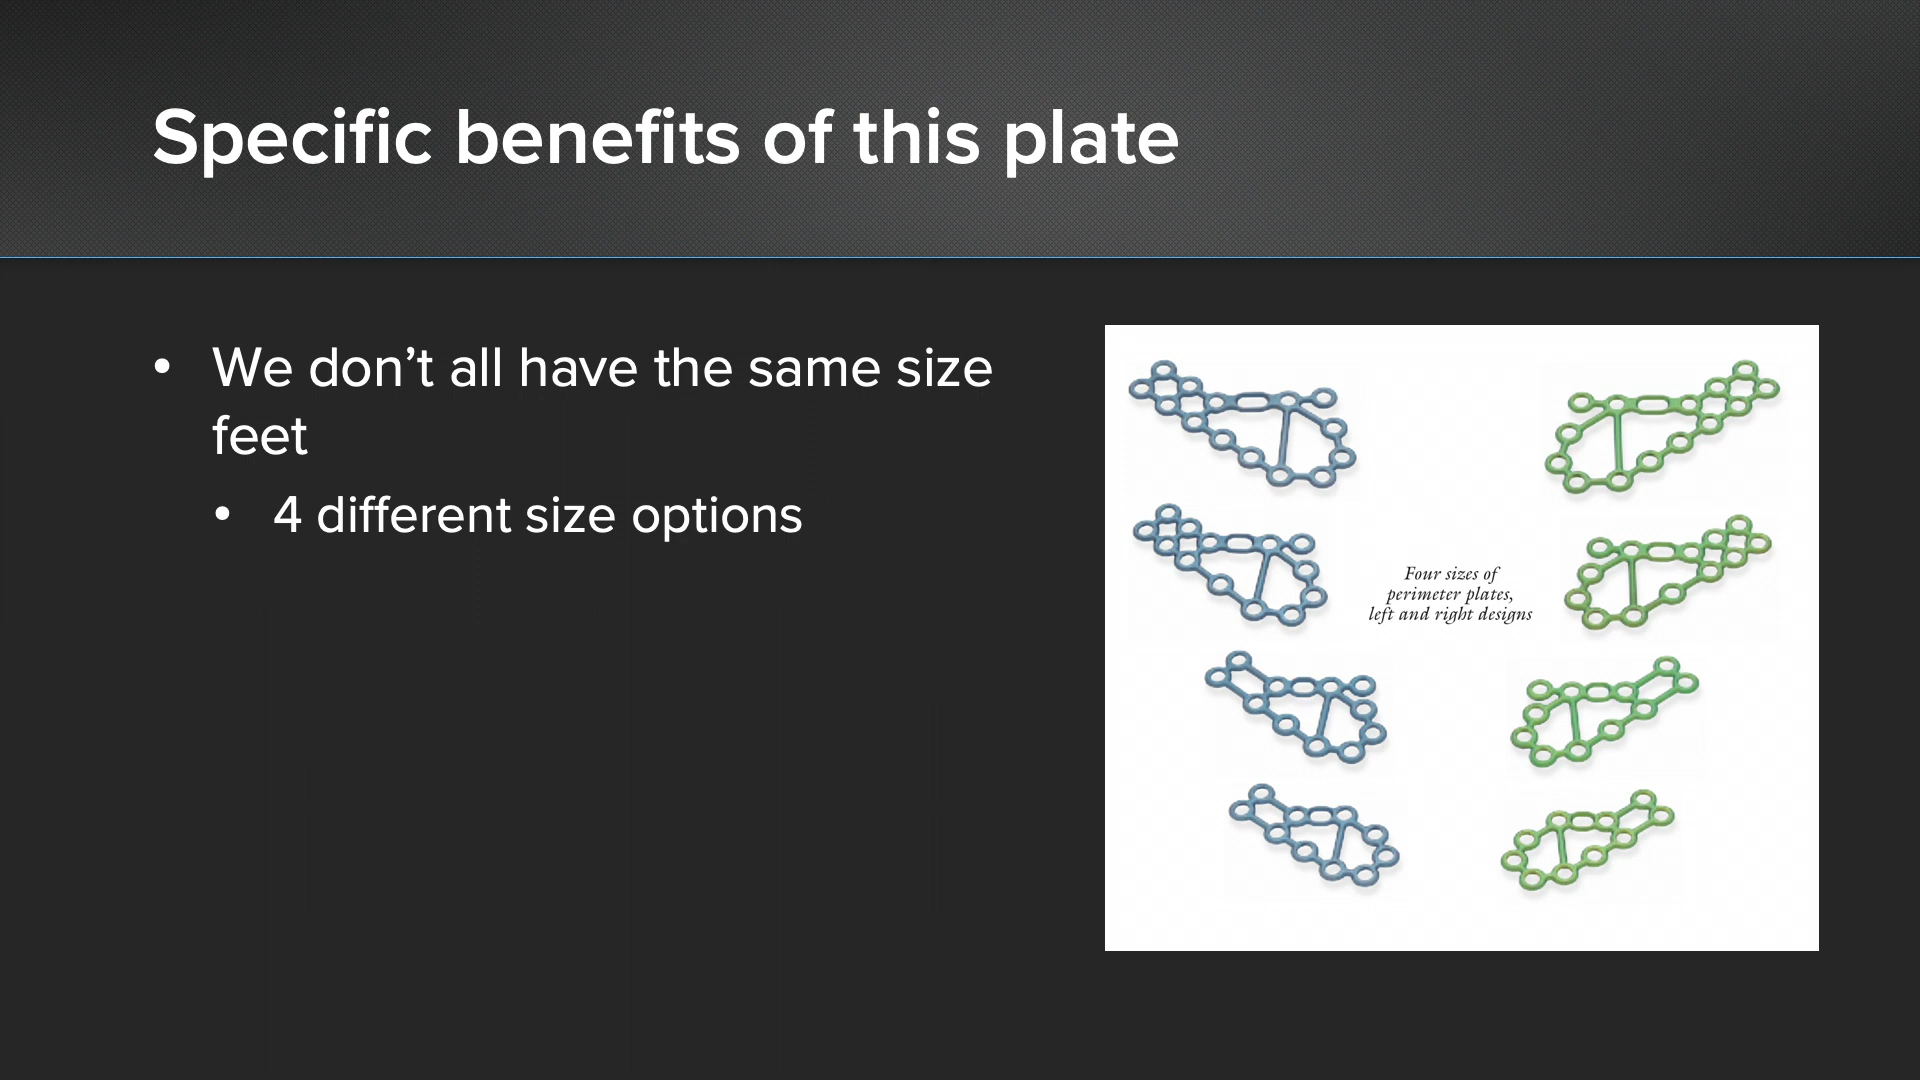 Specific benefits of this plate
• We don’t all have the same size
feet
• 4 different size options
Four sizes of
perimeter plates,
left and right designs